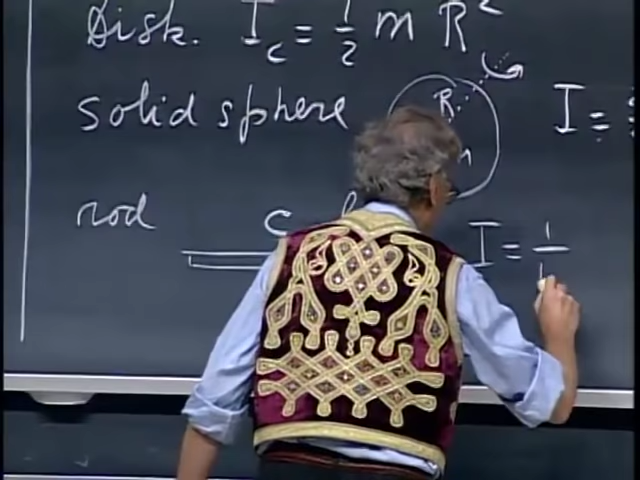 Disk. I_c = 1/2 m R²
solid sphere R I =
rod c I = 1/